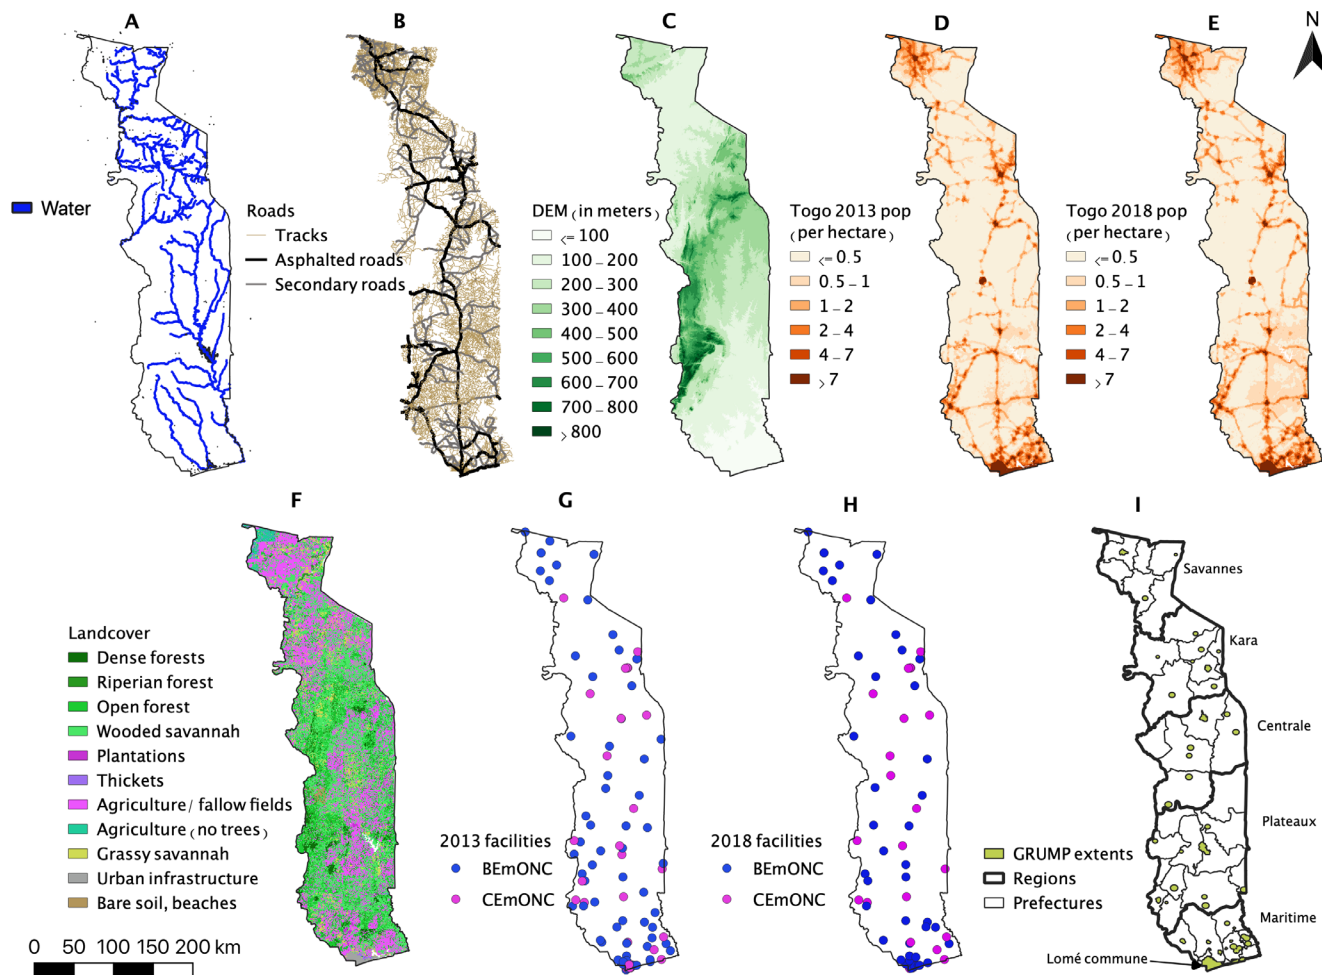 A
B
C
D
E
N
Water
Roads
Tracks
Asphalted roads
Secondary roads
DEM (in meters)
<= 100
100 – 200
200 – 300
300 – 400
400 – 500
500 – 600
600 – 700
700 – 800
> 800
Togo 2013 pop
(per hectare)
<= 0.5
0.5 – 1
1 – 2
2 – 4
4 – 7
> 7
Togo 2018 pop
(per hectare)
<= 0.5
0.5 – 1
1 – 2
2 – 4
4 – 7
> 7
F
G
H
I
Landcover
Dense forests
Riperian forest
Open forest
Wooded savannah
Plantations
Thickets
Agriculture/ fallow fields
Agriculture (no trees)
Grassy savannah
Urban infrastructure
Bare soil, beaches
0 50 100 150 200 km
2013 facilities
BEmONC
CEmONC
2018 facilities
BEmONC
CEmONC
Savannes
Kara
Centrale
Plateaux
Maritime
GRUMP extents
Regions
Prefectures
Lomé commune